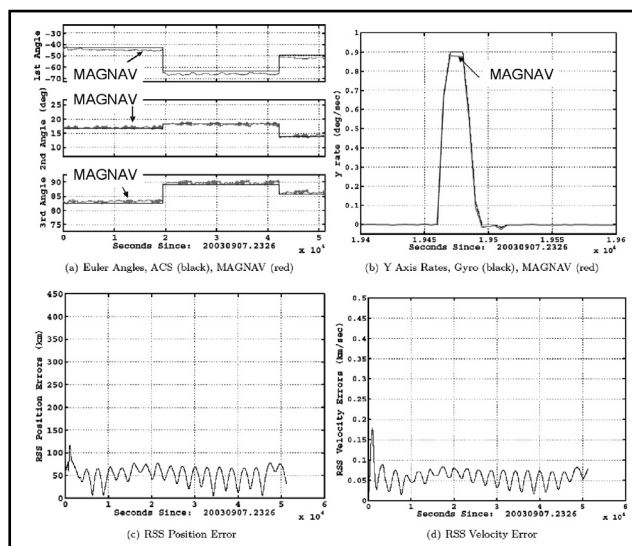 1st Angle
-30
-40
-50
-60
-70
MAGNAV
2nd Angle (deg)
25
20
15
MAGNAV
3rd Angle
90
85
80
75
MAGNAV
0 1 2 3 4 5
Seconds Since: 20030907.2326
x 10⁴
(a) Euler Angles, ACS (black), MAGNAV (red)
y rate (deg/sec)
1
0.9
0.8
0.7
0.6
0.5
0.4
0.3
0.2
0.1
0
MAGNAV
1.94 1.945 1.95 1.955 1.96
Seconds Since: 20030907.2326
x 10⁴
(b) Y Axis Rates, Gyro (black), MAGNAV (red)
RSS Position Errors (km)
450
400
350
300
250
200
150
100
50
0
0 1 2 3 4 5 6
Seconds Since: 20030907.2326
x 10⁴
(c) RSS Position Error
RSS Velocity Errors (km/sec)
0.5
0.45
0.4
0.35
0.3
0.25
0.2
0.15
0.1
0.05
0
0 1 2 3 4 5 6
Seconds Since: 20030907.2326
x 10⁴
(d) RSS Velocity Error